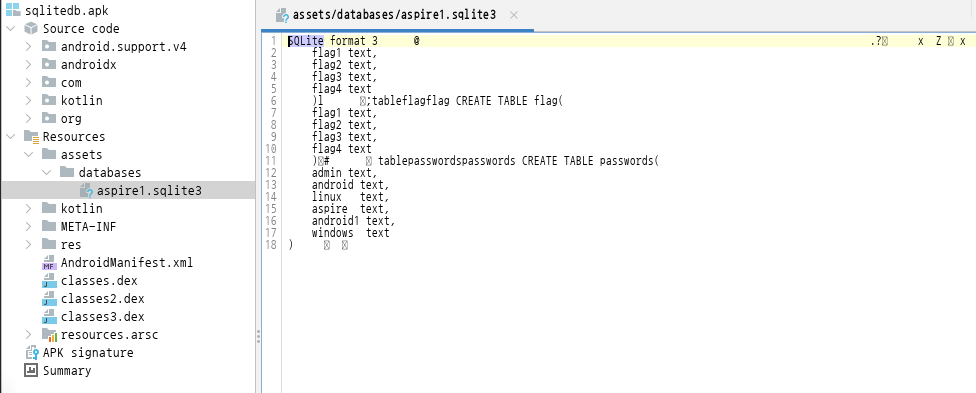 sqlitedb.apk
Source code
android.support.v4
androidx
com
kotlin
org
Resources
assets
databases
aspire1.sqlite3
kotlin
META-INF
res
AndroidManifest.xml
classes.dex
classes2.dex
classes3.dex
resources.arsc
APK signature
Summary
assets/databases/aspire1.sqlite3
1 SQLite format 3 @ .? x Z x
2 flag1 text,
3 flag2 text,
4 flag3 text,
5 flag4 text
6 )l ;tableflagflag CREATE TABLE flag(
7 flag1 text,
8 flag2 text,
9 flag3 text,
10 flag4 text
11 ) # tablepasswordspasswords CREATE TABLE passwords(
12 admin text,
13 android text,
14 linux text,
15 aspire text,
16 android1 text,
17 windows text
18 )